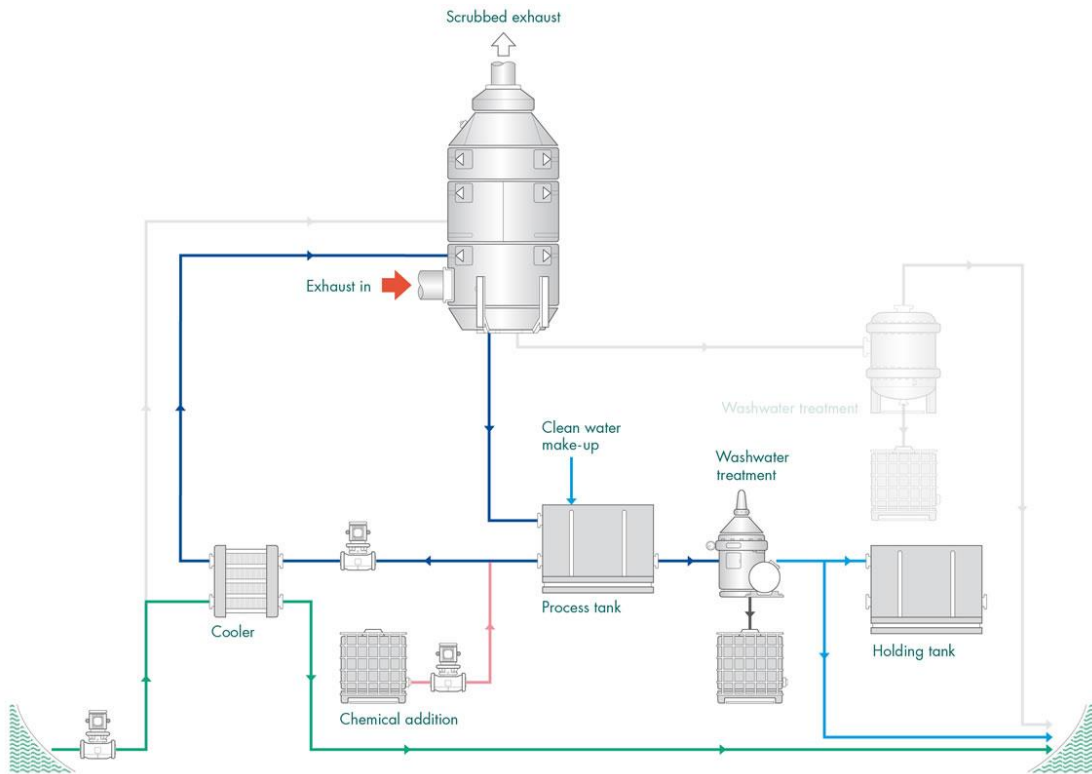 Scrubbed exhaust
Exhaust in
Washwater treatment
Clean water
make-up
Washwater
treatment
Process tank
Cooler
Holding tank
Chemical addition